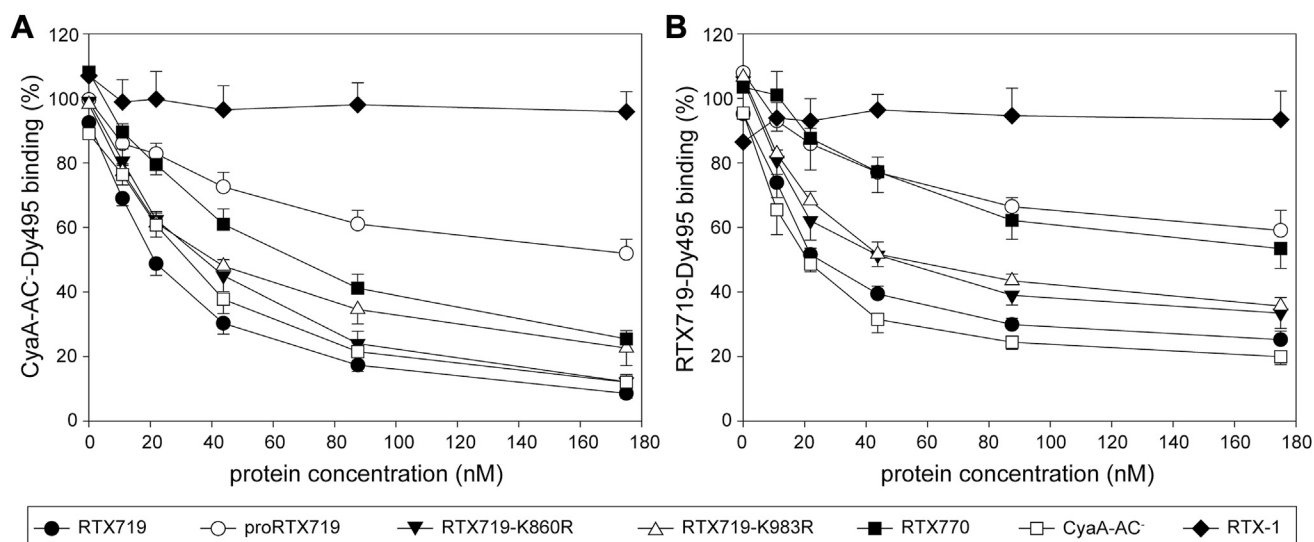 A
CyaA-AC⁻-Dy495 binding (%)
120
100
80
60
40
20
0
0 20 40 60 80 100 120 140 160 180
protein concentration (nM)
B
RTX719-Dy495 binding (%)
120
100
80
60
40
20
0
0 20 40 60 80 100 120 140 160 180
protein concentration (nM)
RTX719 proRTX719 RTX719-K860R RTX719-K983R RTX770 CyaA-AC⁻ RTX-1